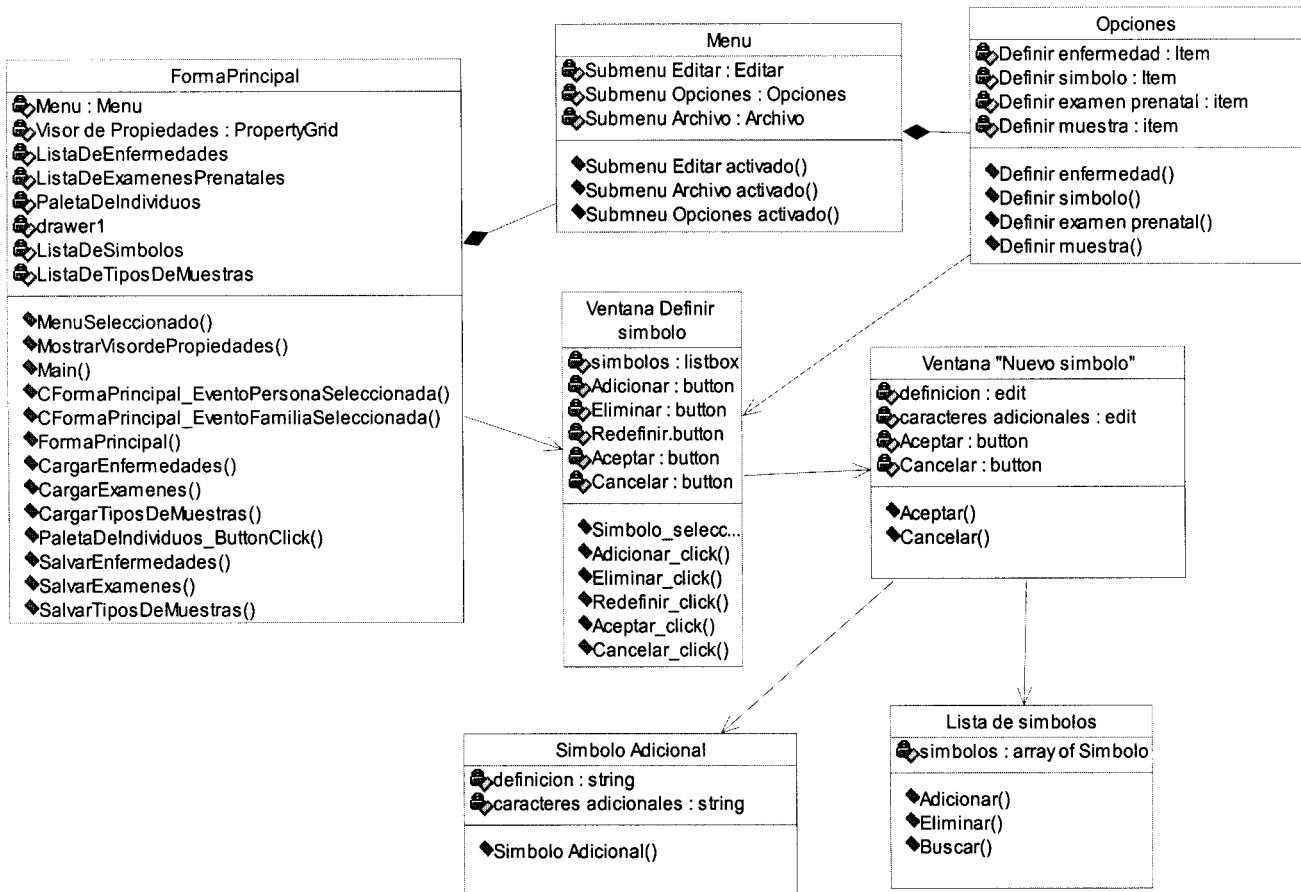 FormaPrincipal
Menu : Menu
Visor de Propiedades : PropertyGrid
ListaDeEnfermedades
ListaDeExamenesPrenatales
PaletaDeIndividuos
drawer1
ListaDeSimbolos
ListaDeTiposDeMuestras
MenuSeleccionado()
MostrarVisordePropiedades()
Main()
CFormaPrincipal_EventoPersonaSeleccionada()
CFormaPrincipal_EventoFamiliaSeleccionada()
FormaPrincipal()
CargarEnfermedades()
CargarExamenes()
CargarTiposDeMuestras()
PaletaDeIndividuos_ButtonClick()
SalvarEnfermedades()
SalvarExamenes()
SalvarTiposDeMuestras()
Menu
Submenu Editar : Editar
Submenu Opciones : Opciones
Submenu Archivo : Archivo
Submenu Editar activado()
Submenu Archivo activado()
Submneu Opciones activado()
Opciones
Definir enfermedad : Item
Definir simbolo : Item
Definir examen prenatal : item
Definir muestra : item
Definir enfermedad()
Definir simbolo()
Definir examen prenatal()
Definir muestra()
Ventana Definir
simbolo
simbolos : listbox
Adicionar : button
Eliminar : button
Redefinir.button
Aceptar : button
Cancelar : button
Simbolo_selecc...
Adicionar_click()
Eliminar_click()
Redefinir_click()
Aceptar_click()
Cancelar_click()
Ventana "Nuevo simbolo"
definicion : edit
caracteres adicionales : edit
Aceptar : button
Cancelar : button
Aceptar()
Cancelar()
Simbolo Adicional
definicion : string
caracteres adicionales : string
Simbolo Adicional()
Lista de simbolos
simbolos : array of Simbolo
Adicionar()
Eliminar()
Buscar()